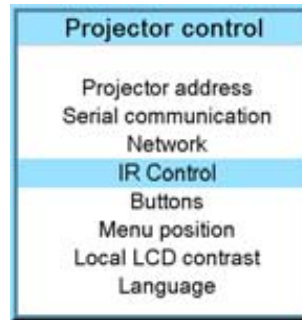 Projector control
Projector address
Serial communication
Network
IR Control
Buttons
Menu position
Local LCD contrast
Language